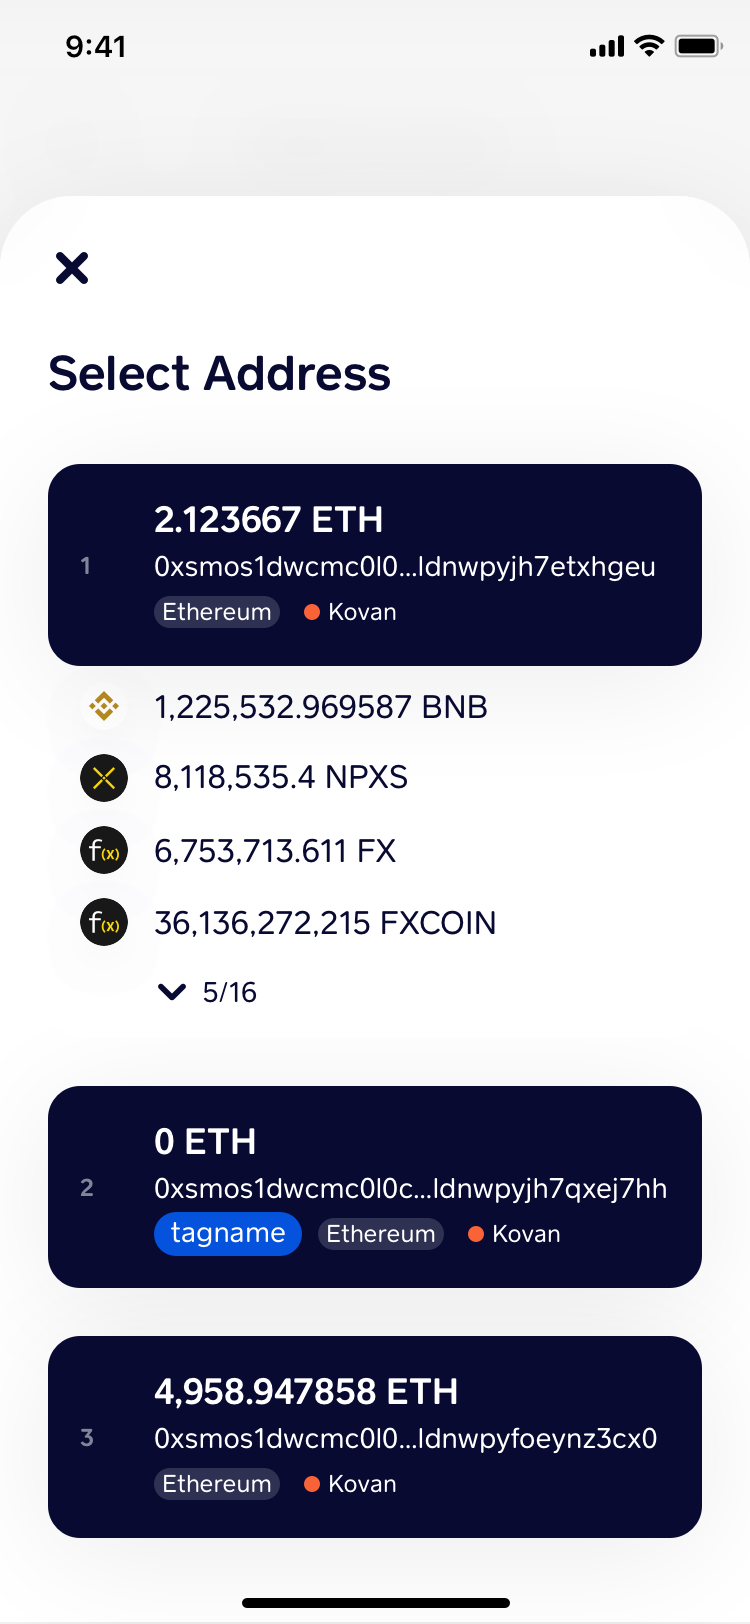 9:41
Select Address
2.123667 ETH
1
0xsmos1dwcmc0l0...ldnwpyjh7etxhgeu
Ethereum Kovan
1,225,532.969587 BNB
8,118,535.4 NPXS
f(x) 6,753,713.611 FX
f(x) 36,136,272,215 FXCOIN
5/16
0 ETH
2
0xsmos1dwcmc0l0c...ldnwpyjh7qxej7hh
tagname Ethereum Kovan
4,958.947858 ETH
3
0xsmos1dwcmc0l0...ldnwpyfoeynz3cx0
Ethereum Kovan